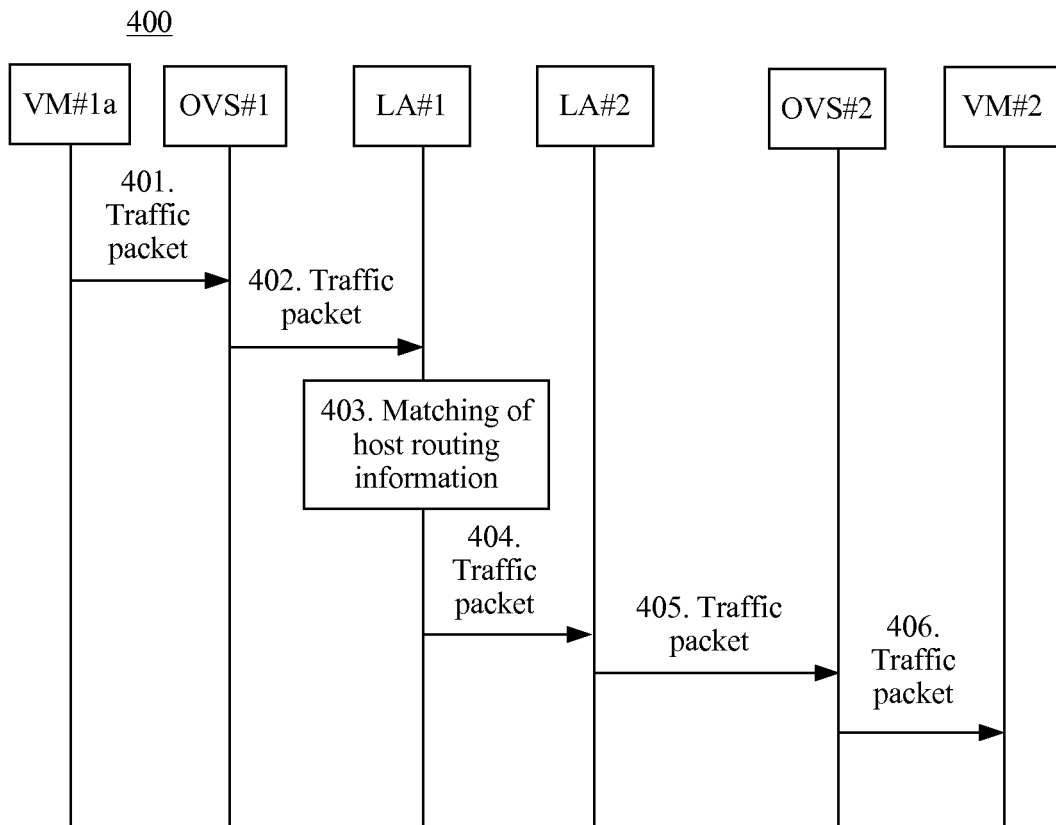 400
VM#1a
OVS#1
LA#1
LA#2
OVS#2
VM#2
401.
Traffic
packet
402. Traffic
packet
403. Matching of
host routing
information
404.
Traffic
packet
405. Traffic
packet
406.
Traffic
packet